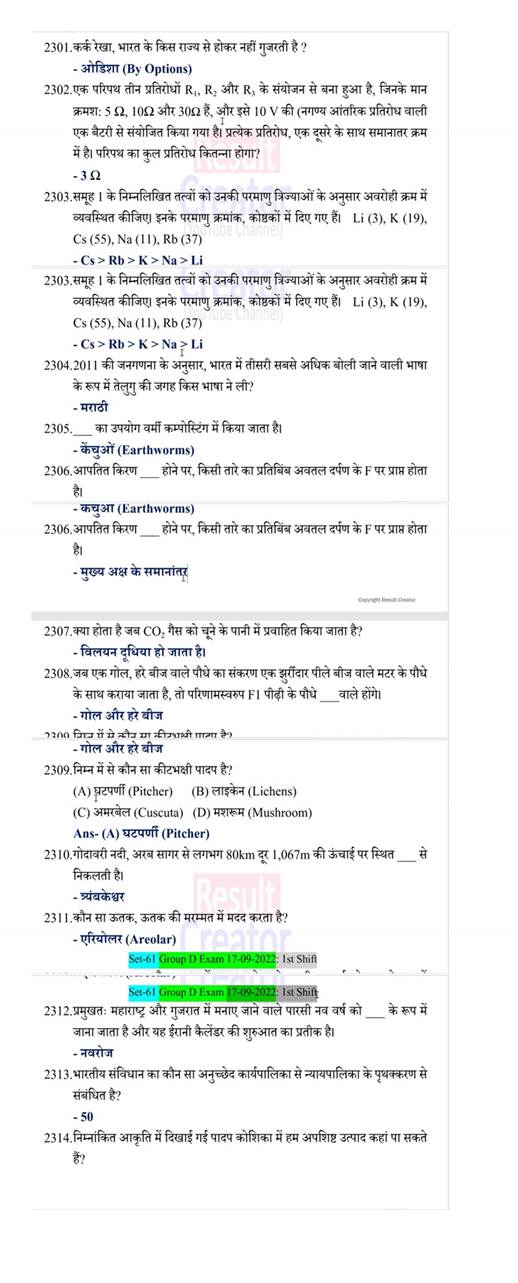 2301.कर्क रेखा, भारत के किस राज्य से होकर नहीं गुजरती है ?
- ओडिशा (By Options)
2302.एक परिपथ तीन प्रतिरोधों R₁, R₂ और R₃ के संयोजन से बना हुआ है, जिनके मान
क्रमश: 5 Ω, 10Ω और 30Ω हैं, और इसे 10 V की (नगण्य आंतरिक प्रतिरोध वाली
एक बैटरी से संयोजित किया गया है। प्रत्येक प्रतिरोध, एक दूसरे के साथ समानातर क्रम
में है। परिपथ का कुल प्रतिरोध कितन्ना होगा?
- 3 Ω
2303.समूह 1 के निम्नलिखित तत्वों को उनकी परमाणु त्रिज्याओं के अनुसार अवरोही क्रम में
व्यवस्थित कीजिए। इनके परमाणु क्रमांक, कोष्ठकों में दिए गए हैं। Li (3), K (19),
Cs (55), Na (11), Rb (37)
- Cs > Rb > K > Na > Li
2303.समूह 1 के निम्नलिखित तत्वों को उनकी परमाणु त्रिज्याओं के अनुसार अवरोही क्रम में
व्यवस्थित कीजिए। इनके परमाणु क्रमांक, कोष्ठकों में दिए गए हैं। Li (3), K (19),
Cs (55), Na (11), Rb (37)
- Cs > Rb > K > Na > Li
2304.2011 की जनगणना के अनुसार, भारत में तीसरी सबसे अधिक बोली जाने वाली भाषा
के रूप में तेलुगु की जगह किस भाषा ने ली?
- मराठी
2305.___ का उपयोग वर्मी कम्पोस्टिंग में किया जाता है।
- केंचुओं (Earthworms)
2306.आपतित किरण ___ होने पर, किसी तारे का प्रतिबिंब अवतल दर्पण के F पर प्राप्त होता
है।
- कचुआ (Earthworms)
2306.आपतित किरण ___ होने पर, किसी तारे का प्रतिबिंब अवतल दर्पण के F पर प्राप्त होता
है।
- मुख्य अक्ष के समानांतर
Copyright Result Creator
2307.क्या होता है जब CO₂ गैस को चूने के पानी में प्रवाहित किया जाता है?
- विलयन दूधिया हो जाता है।
2308.जब एक गोल, हरे बीज वाले पौधे का संकरण एक झुर्रीदार पीले बीज वाले मटर के पौधे
के साथ कराया जाता है, तो परिणामस्वरुप F1 पीढ़ी के पौधे ___वाले होंगे।
- गोल और हरे बीज
2309.निम्न में से कौन सा कीटभक्षी पादप है?
- गोल और हरे बीज
2309.निम्न में से कौन सा कीटभक्षी पादप है?
(A) घटपर्णी (Pitcher) (B) लाइकेन (Lichens)
(C) अमरबेल (Cuscuta) (D) मशरूम (Mushroom)
Ans- (A) घटपर्णी (Pitcher)
2310.गोदावरी नदी, अरब सागर से लगभग 80km दूर 1,067m की ऊंचाई पर स्थित ___ से
निकलती है।
- त्र्यंबकेश्वर
2311.कौन सा ऊतक, ऊतक की मरम्मत में मदद करता है?
- एरियोलर (Areolar)
Set-61 Group D Exam 17-09-2022: 1st Shift
Set-61 Group D Exam 17-09-2022: 1st Shift
2312.प्रमुखतः महाराष्ट्र और गुजरात में मनाए जाने वाले पारसी नव वर्ष को ___ के रूप में
जाना जाता है और यह ईरानी कैलेंडर की शुरुआत का प्रतीक है।
- नवरोज
2313.भारतीय संविधान का कौन सा अनुच्छेद कार्यपालिका से न्यायपालिका के पृथक्करण से
संबंधित है?
- 50
2314.निम्नांकित आकृति में दिखाई गई पादप कोशिका में हम अपशिष्ट उत्पाद कहां पा सकते
हैं?